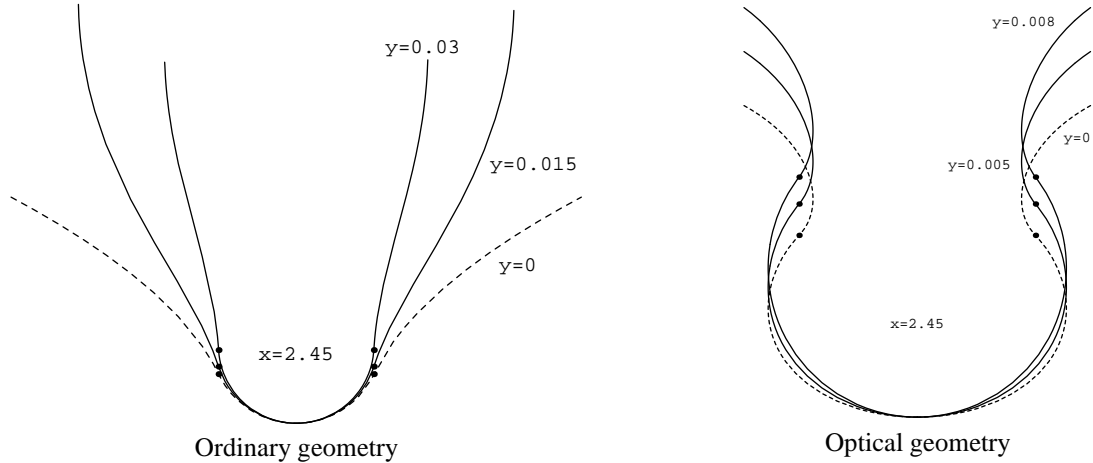 y=0.03
y=0.015
y=0
x=2.45
Ordinary geometry
y=0.008
y=0
y=0.005
x=2.45
Optical geometry